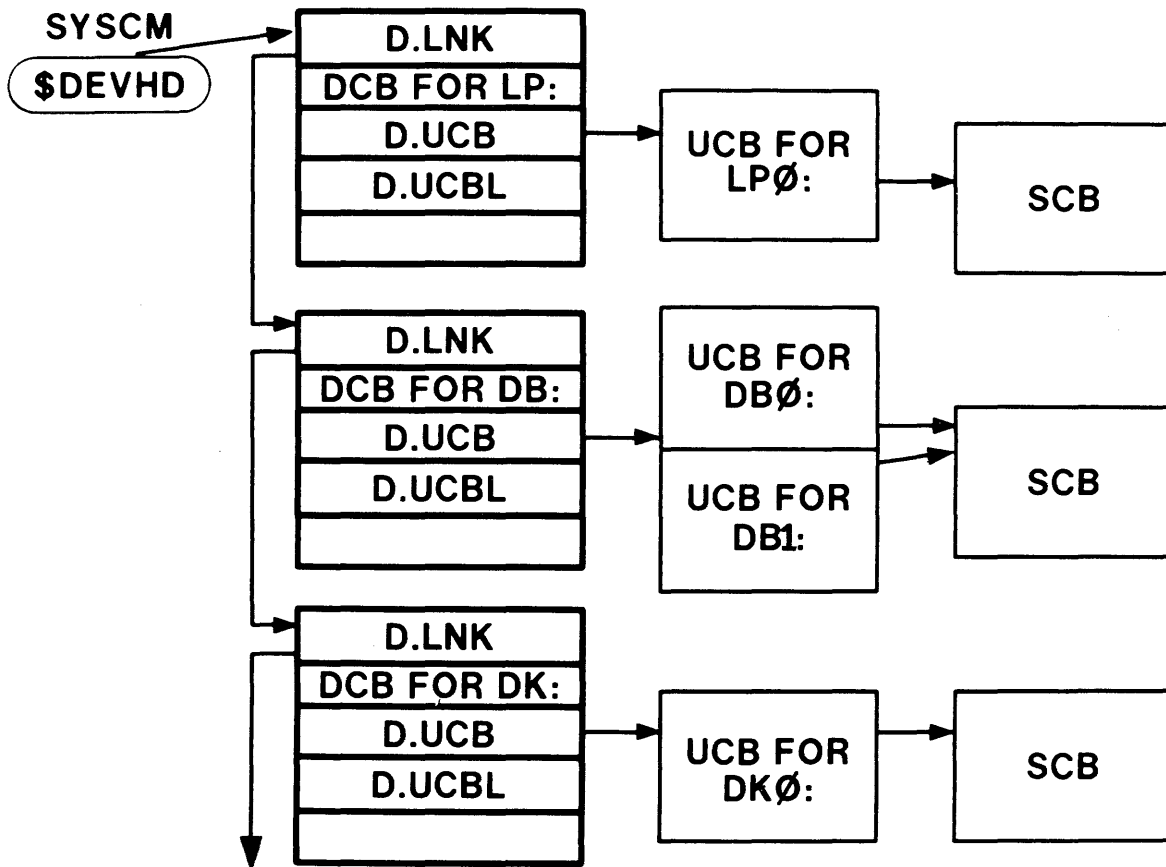 SYSCM
$DEVHD
D.LNK
DCB FOR LP:
D.UCB
D.UCBL
UCB FOR
LPØ:
SCB
D.LNK
DCB FOR DB:
D.UCB
D.UCBL
UCB FOR
DBØ:
UCB FOR
DB1:
SCB
D.LNK
DCB FOR DK:
D.UCB
D.UCBL
UCB FOR
DKØ:
SCB